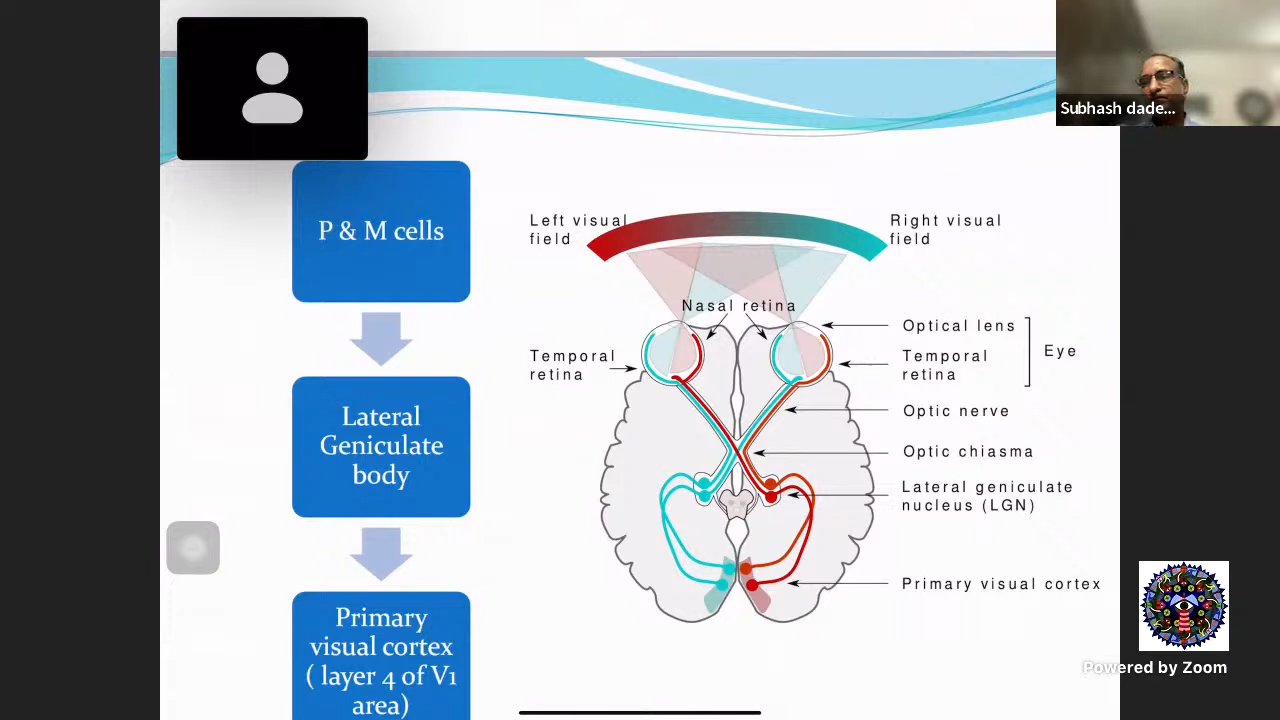 Subhash dade...
P & M cells
Lateral
Geniculate
body
Primary
visual cortex
( layer 4 of V1
area)
Left visual
field
Right visual
field
Nasal retina
Temporal
retina
Optical lens
Temporal
retina
Eye
Optic nerve
Optic chiasma
Lateral geniculate
nucleus (LGN)
Primary visual cortex
Powered by Zoom